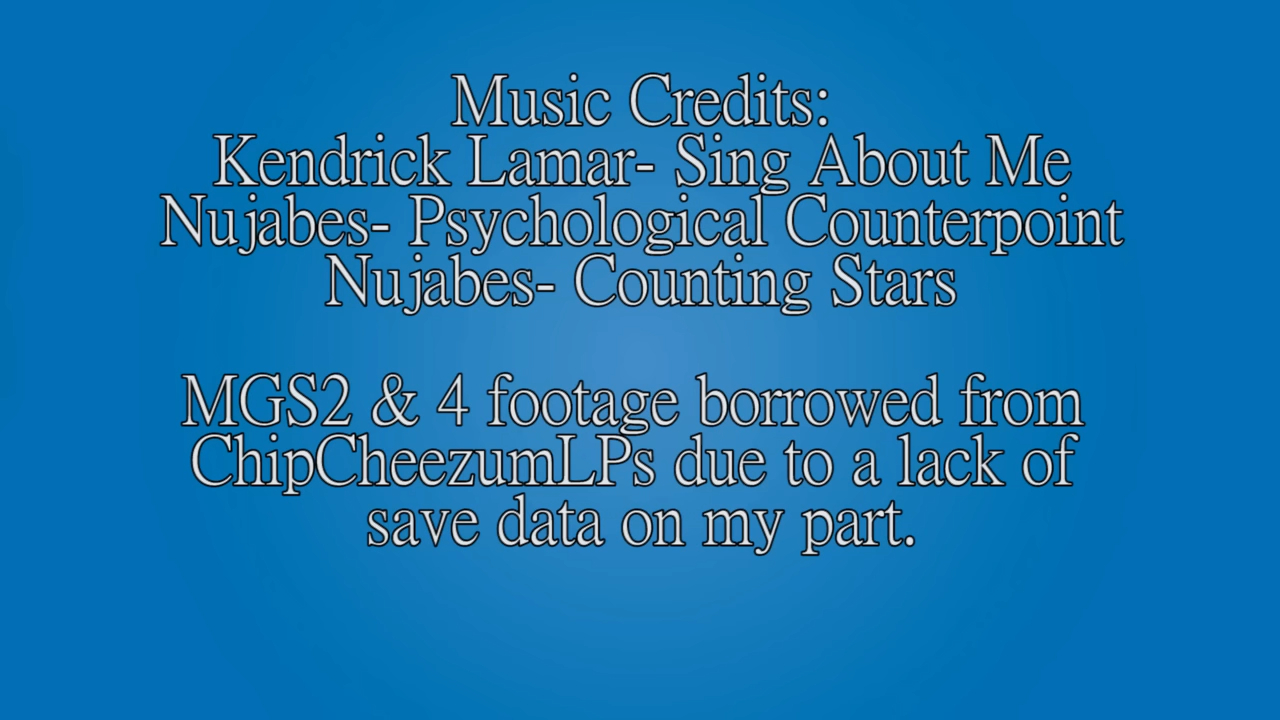 Music Credits:
Kendrick Lamar- Sing About Me
Nujabes- Psychological Counterpoint
Nujabes- Counting Stars
MGS2 & 4 footage borrowed from
ChipCheezumLPs due to a lack of
save data on my part.